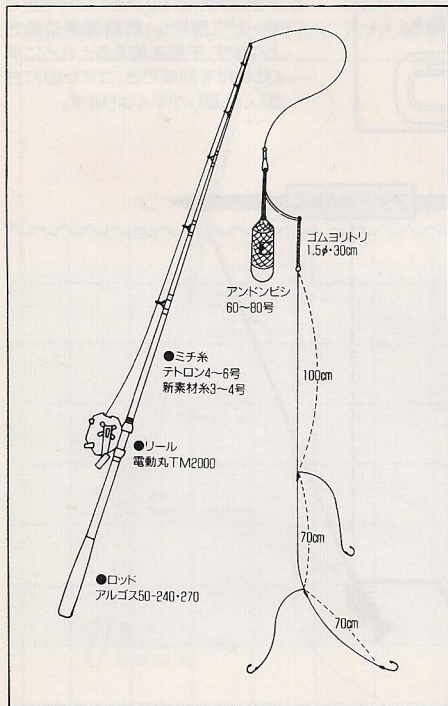 アンドンビシ
60〜80号
ゴムヨリトリ
1.5φ・30cm
100cm
70cm
70cm
●ミチ糸
テトロン4〜6号
新素材糸3〜4号
●リール
電動丸TM2000
●ロッド
アルゴス50-240・270